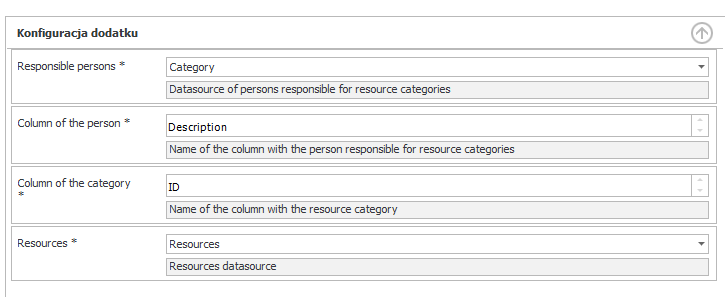 Konfiguracja dodatku
Responsible persons *
Category
Datasource of persons responsible for resource categories
Column of the person *
Description
Name of the column with the person responsible for resource categories
Column of the category
*
ID
Name of the column with the resource category
Resources *
Resources
Resources datasource